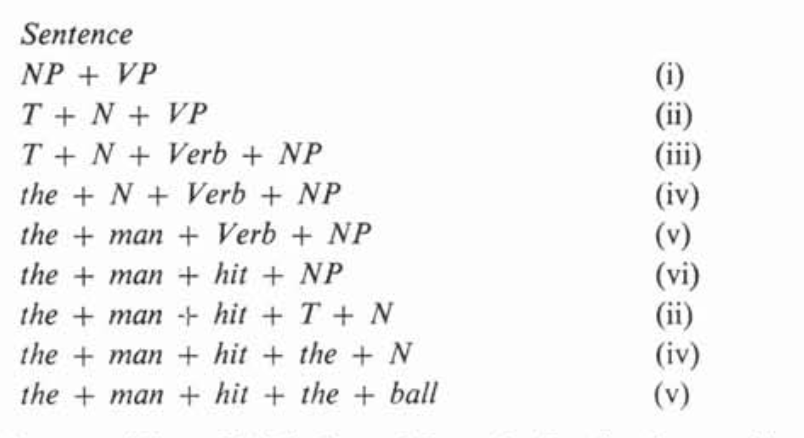 Sentence
NP + VP (i)
T + N + VP (ii)
T + N + Verb + NP (iii)
the + N + Verb + NP (iv)
the + man + Verb + NP (v)
the + man + hit + NP (vi)
the + man + hit + T + N (ii)
the + man + hit + the + N (iv)
the + man + hit + the + ball (v)